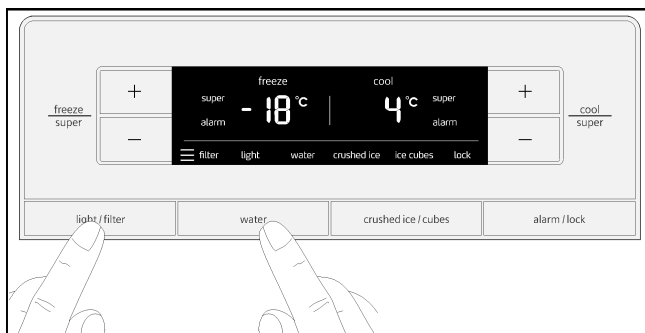 freeze cool
super -18 °C 4 °C super
alarm alarm
filter light water crushed ice ice cubes lock
freeze
super
+
−
+
−
cool
super
light / filter water crushed ice / cubes alarm / lock